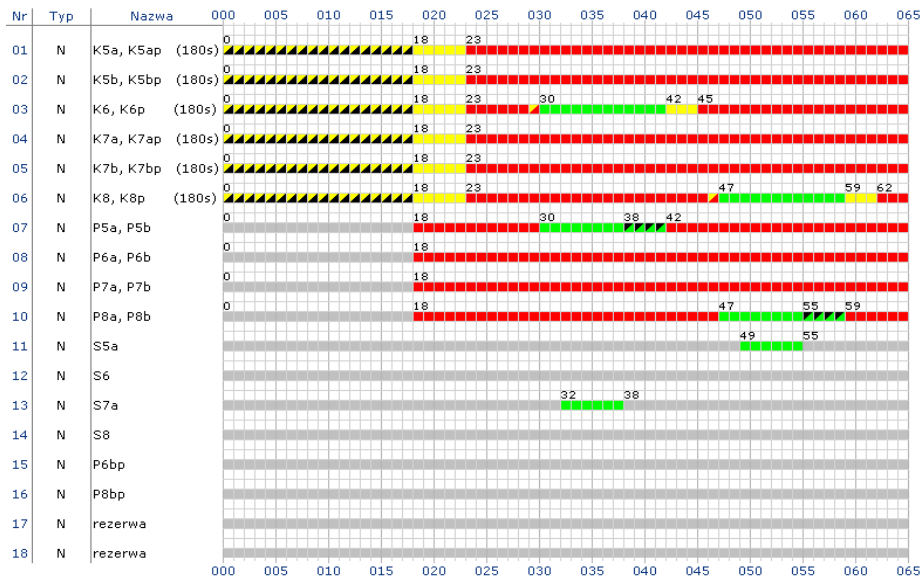 Nr Typ Nazwa 000 005 010 015 020 025 030 035 040 045 050 055 060 065
0 18 23
01 N K5a, K5ap (180s)
0 18 23
02 N K5b, K5bp (180s)
0 18 23 30 42 45
03 N K6, K6p (180s)
0 18 23
04 N K7a, K7ap (180s)
0 18 23
05 N K7b, K7bp (180s)
0 18 23 47 59 62
06 N K8, K8p (180s)
0 18 30 38 42
07 N P5a, P5b
0 18
08 N P6a, P6b
0 18
09 N P7a, P7b
0 18 47 55 59
10 N P8a, P8b
49 55
11 N S5a
12 N S6
32 38
13 N S7a
14 N S8
15 N P6bp
16 N P8bp
17 N rezerwa
18 N rezerwa
000 005 010 015 020 025 030 035 040 045 050 055 060 065